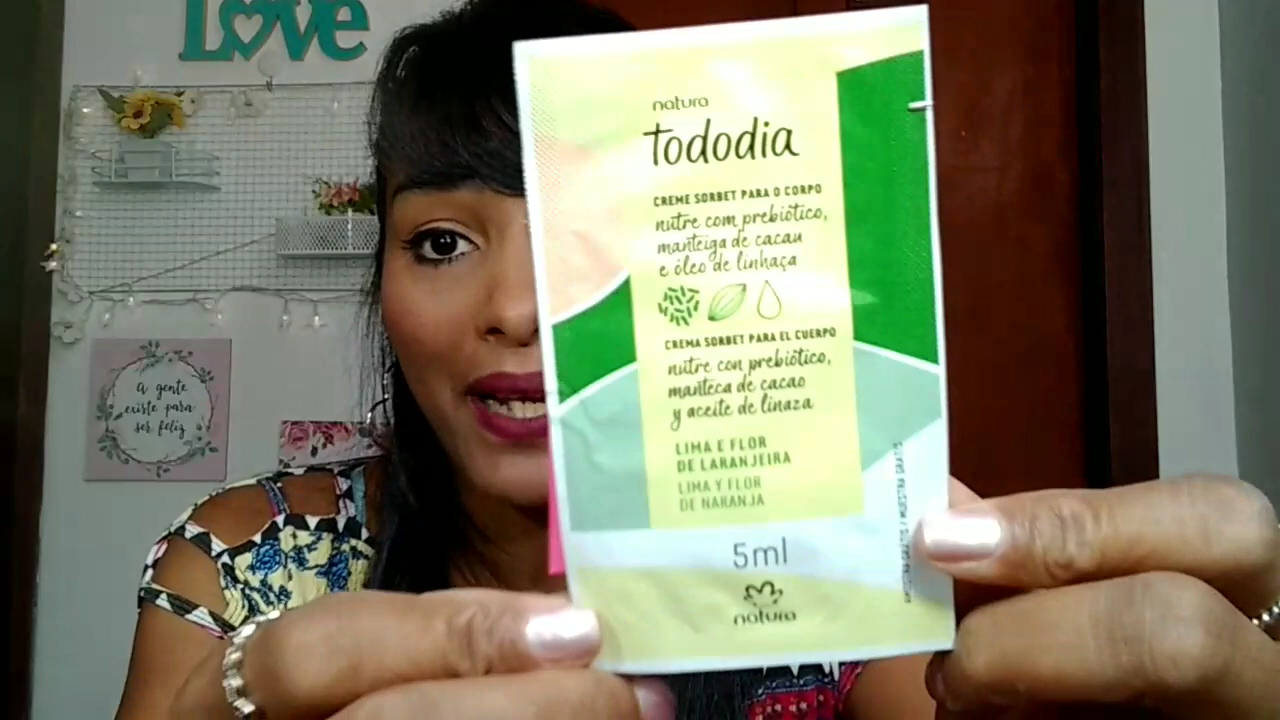 Love
natura
tododia
CREME SORBET PARA O CORPO
nutre com prebiótico,
manteiga de cacau
e óleo de linhaça
CREMA SORBET PARA EL CUERPO
nutre con prebiótico,
manteca de cacao
y aceite de linaza
LIMA E FLOR
DE LARANJEIRA
LIMA Y FLOR
DE NARANJA
5ml
natura
A gente
existe para
ser feliz